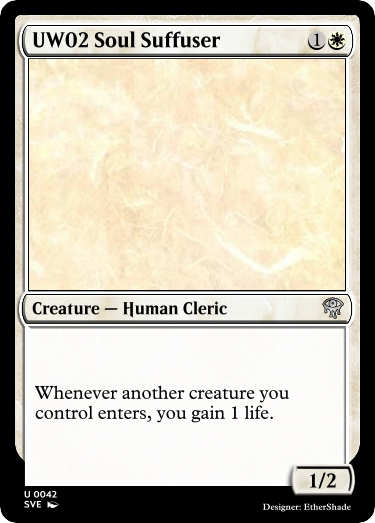 UW02 Soul Suffuser
1
Creature — Human Cleric
Whenever another creature you
control enters, you gain 1 life.
1/2
U 0042
SVE
Designer: EtherShade